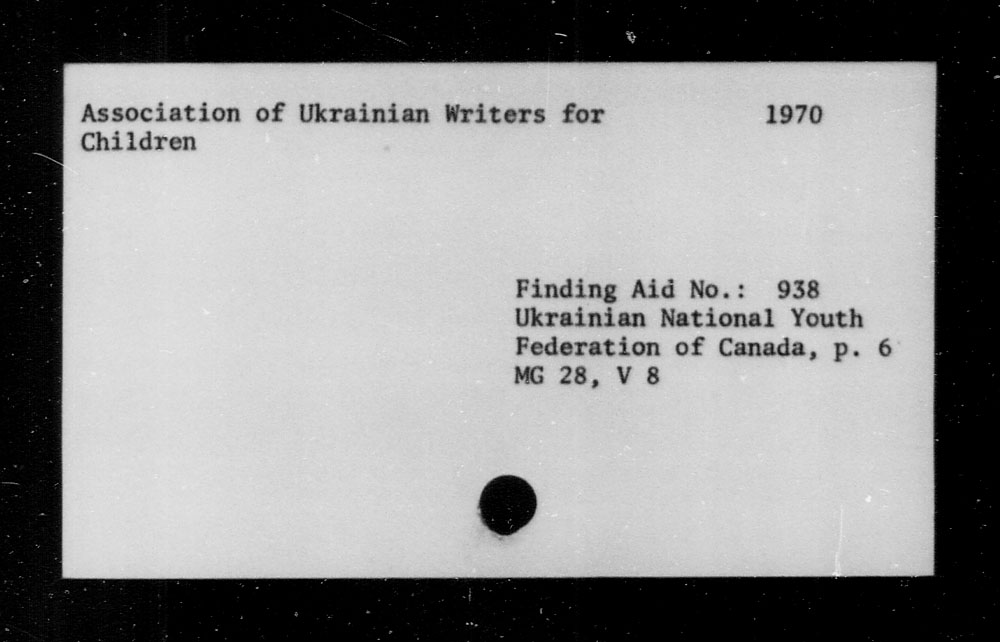 Association of Ukrainian Writers for 1970
Children
Finding Aid No.: 938
Ukrainian National Youth
Federation of Canada, p. 6
MG 28, V 8